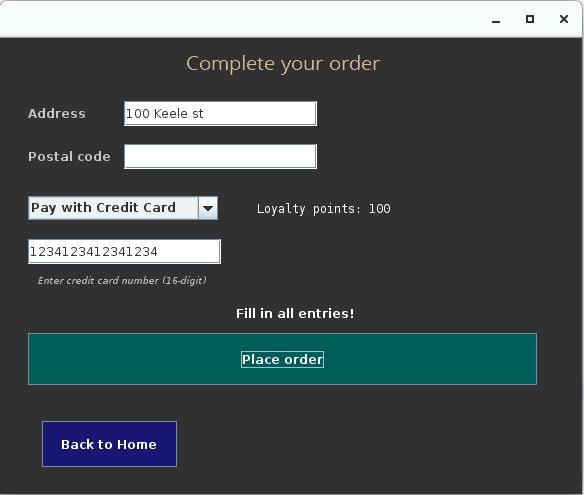 Complete your order
Address 100 Keele st
Postal code
Pay with Credit Card Loyalty points: 100
1234123412341234
Enter credit card number (16-digit)
Fill in all entries!
Place order
Back to Home